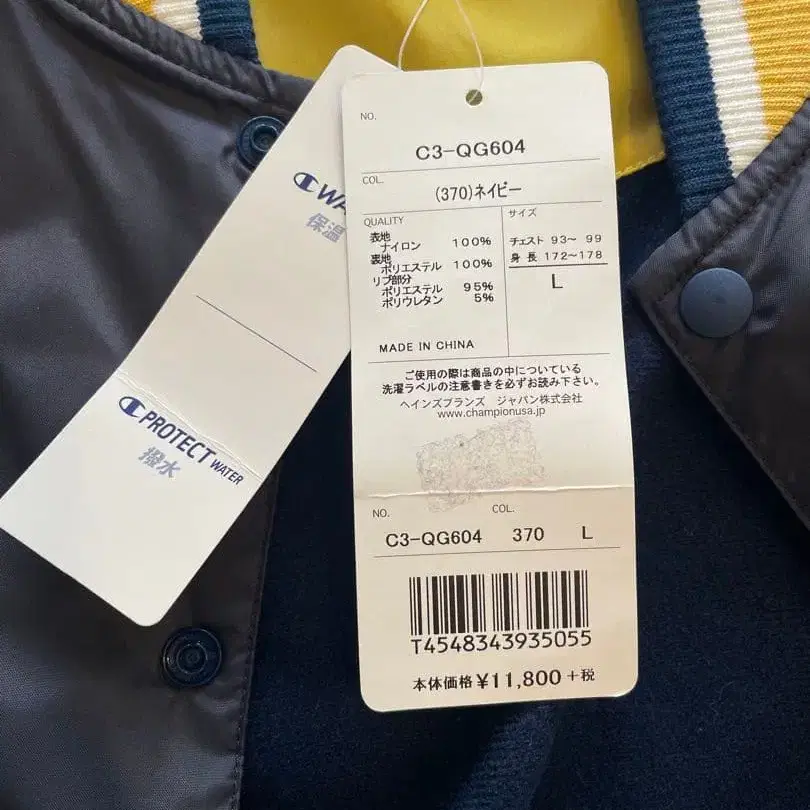 NO.
C3-QG604
COL.
(370)ネイビー
QUALITY
表地
ナイロン 100%
裏地
ポリエステル 100%
リブ部分
ポリエステル 95%
ポリウレタン 5%
サイズ
チェスト 93～ 99
身長 172～178
L
MADE IN CHINA
ご使用の際は商品の中についている
洗濯ラベルの注意書きを必ずお読み下さい。
ヘインズブランズ ジャパン株式会社
www.championusa.jp
NO. COL.
C3-QG604 370 L
T4548343935055
本体価格¥11,800+税
WA
保温
PROTECT WATER
撥水